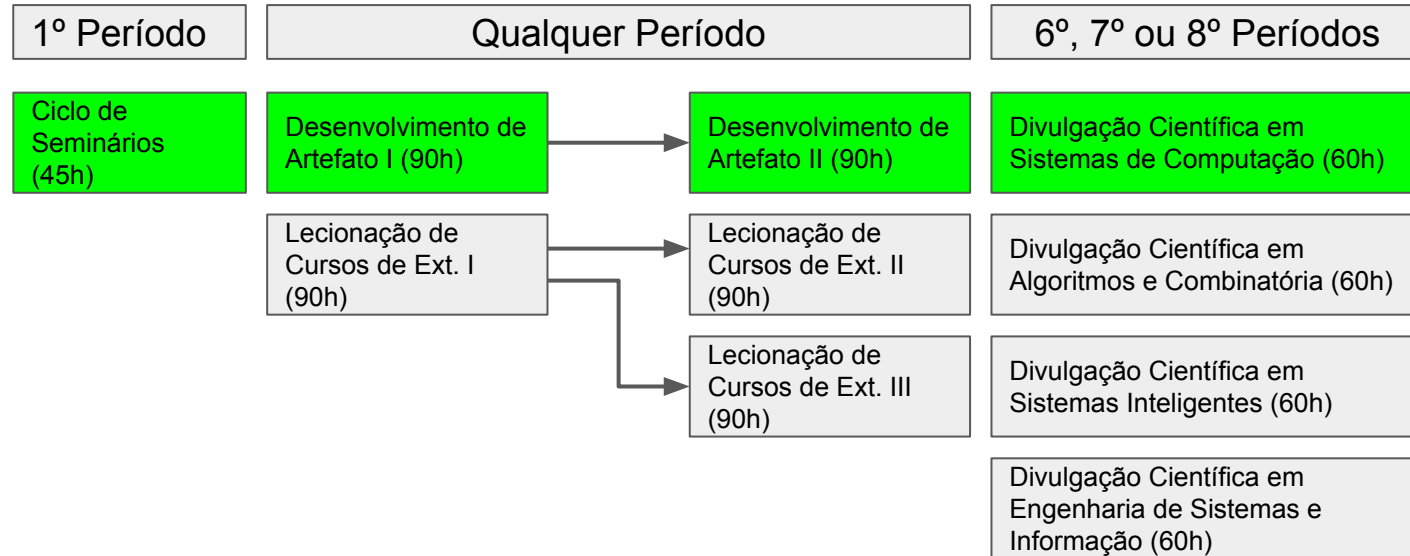 1º Período
Qualquer Período
6º, 7º ou 8º Períodos
Ciclo de
Seminários
(45h)
Desenvolvimento de
Artefato I (90h)
Desenvolvimento de
Artefato II (90h)
Divulgação Científica em
Sistemas de Computação (60h)
Lecionação de
Cursos de Ext. I
(90h)
Lecionação de
Cursos de Ext. II
(90h)
Divulgação Científica em
Algoritmos e Combinatória (60h)
Lecionação de
Cursos de Ext. III
(90h)
Divulgação Científica em
Sistemas Inteligentes (60h)
Divulgação Científica em
Engenharia de Sistemas e
Informação (60h)